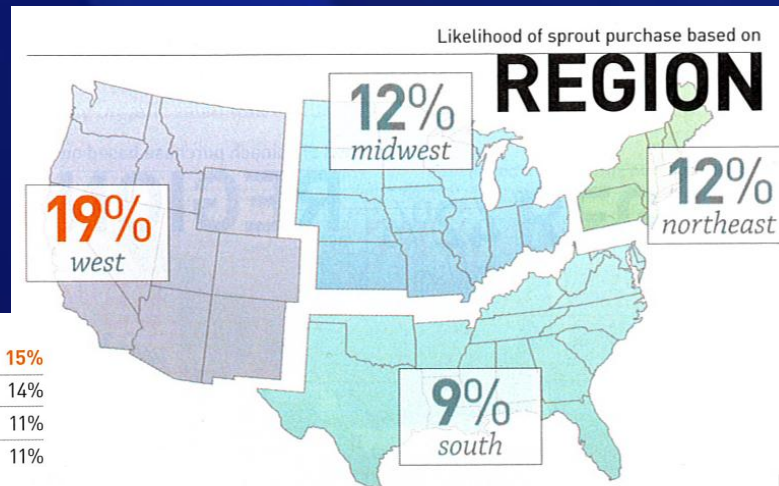 Likelihood of sprout purchase based on
REGION
12%
midwest
12%
northeast
19%
west
9%
south
15%
14%
11%
11%